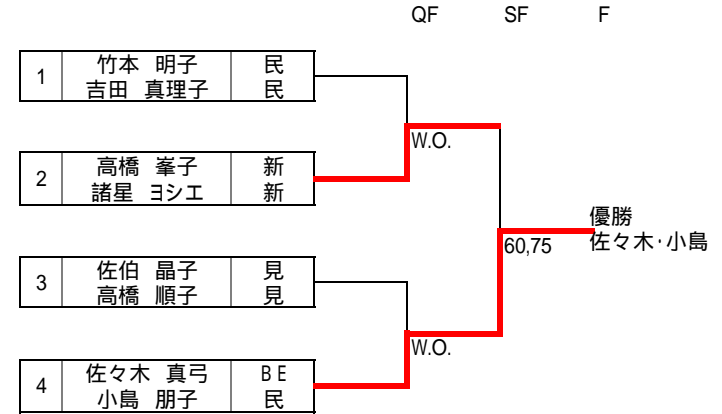 QF SF F
1 竹本 明子 民
吉田 真理子 民
W.O.
2 高橋 峯子 新
諸星 ヨシエ 新
優勝
60,75 佐々木·小島
3 佐伯 晶子 見
高橋 順子 見
W.O.
4 佐々木 真弓 BE
小島 朋子 民